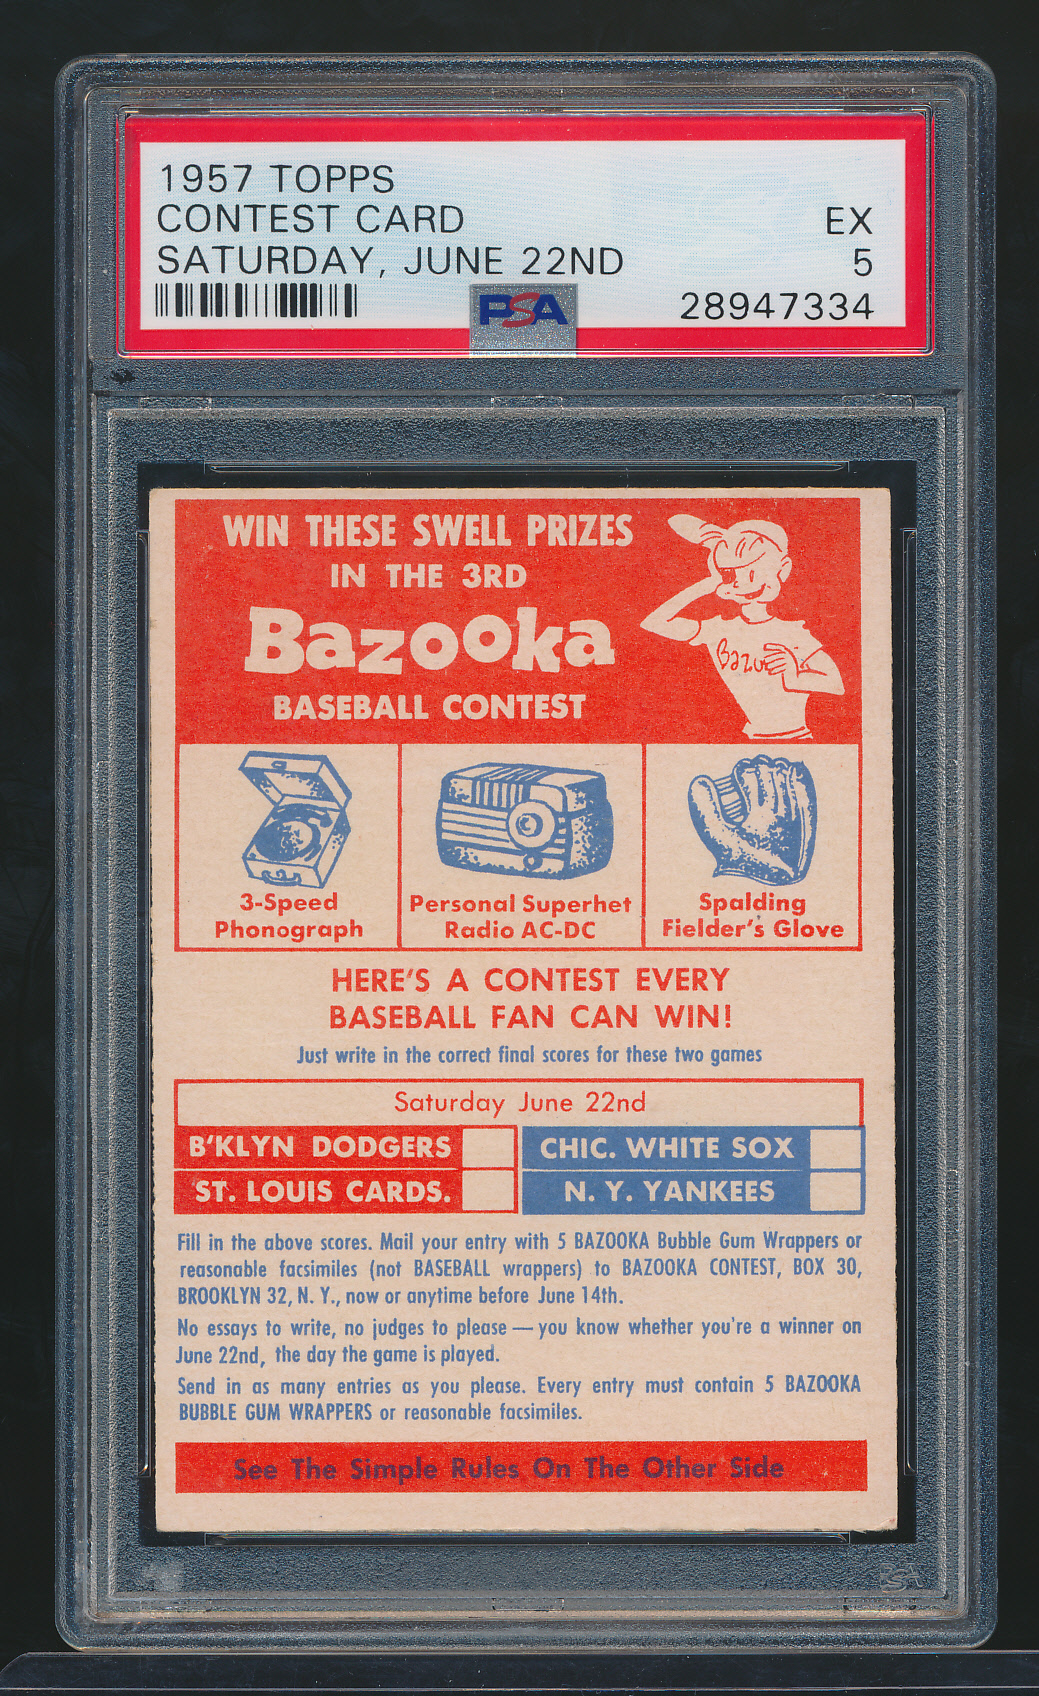 1957 TOPPS
CONTEST CARD
EX
SATURDAY, JUNE 22ND
5
PSA
28947334
WIN THESE SWELL PRIZES
IN THE 3RD
Bazooka
BASEBALL CONTEST
Bazoo
3-Speed
Phonograph
Personal Superhet
Radio AC-DC
Spalding
Fielder's Glove
HERE'S A CONTEST EVERY
BASEBALL FAN CAN WIN!
Just write in the correct final scores for these two games
Saturday June 22nd
B'KLYN DODGERS
ST. LOUIS CARDS.
CHIC. WHITE SOX
N. Y. YANKEES
Fill in the above scores. Mail your entry with 5 BAZOOKA Bubble Gum Wrappers or
reasonable facsimiles (not BASEBALL wrappers) to BAZOOKA CONTEST, BOX 30,
BROOKLYN 32, N. Y., now or anytime before June 14th.
No essays to write, no judges to please — you know whether you're a winner on
June 22nd, the day the game is played.
Send in as many entries as you please. Every entry must contain 5 BAZOOKA
BUBBLE GUM WRAPPERS or reasonable facsimiles.
See The Simple Rules On The Other Side
PSA